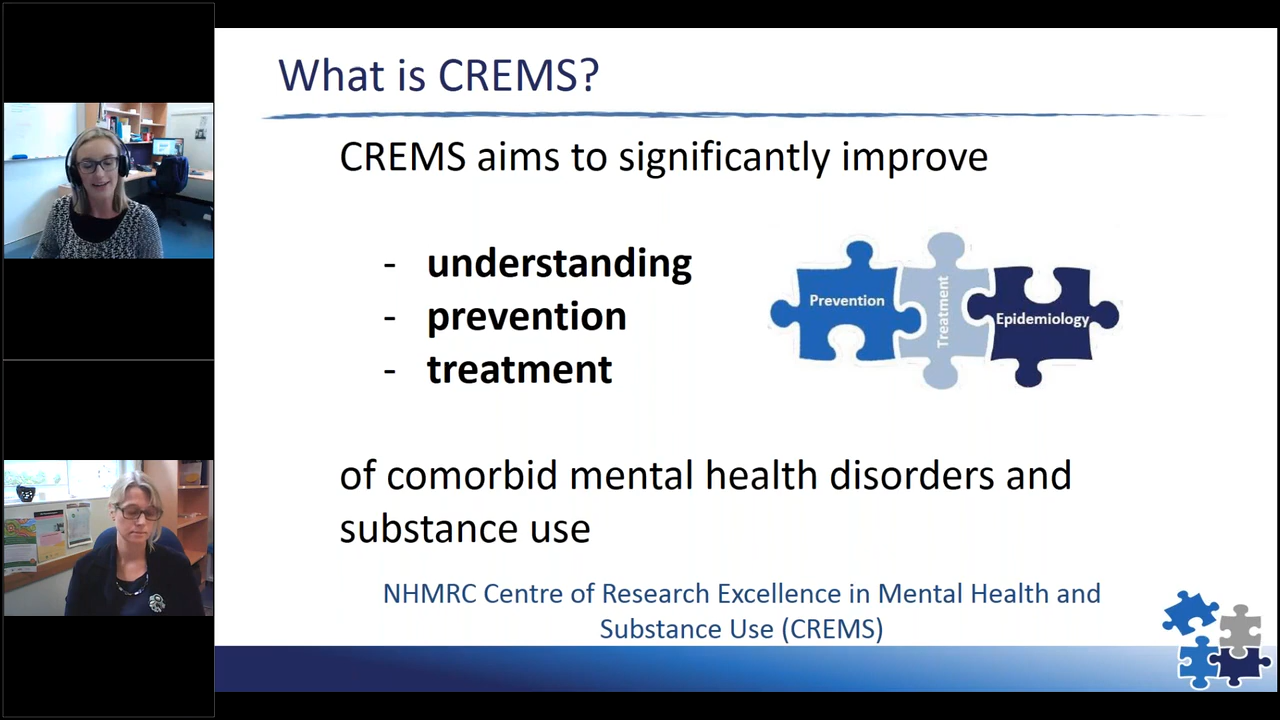 What is CREMS?
CREMS aims to significantly improve
- understanding
- prevention
- treatment
Prevention
Treatment
Epidemiology
of comorbid mental health disorders and
substance use
NHMRC Centre of Research Excellence in Mental Health and
Substance Use (CREMS)